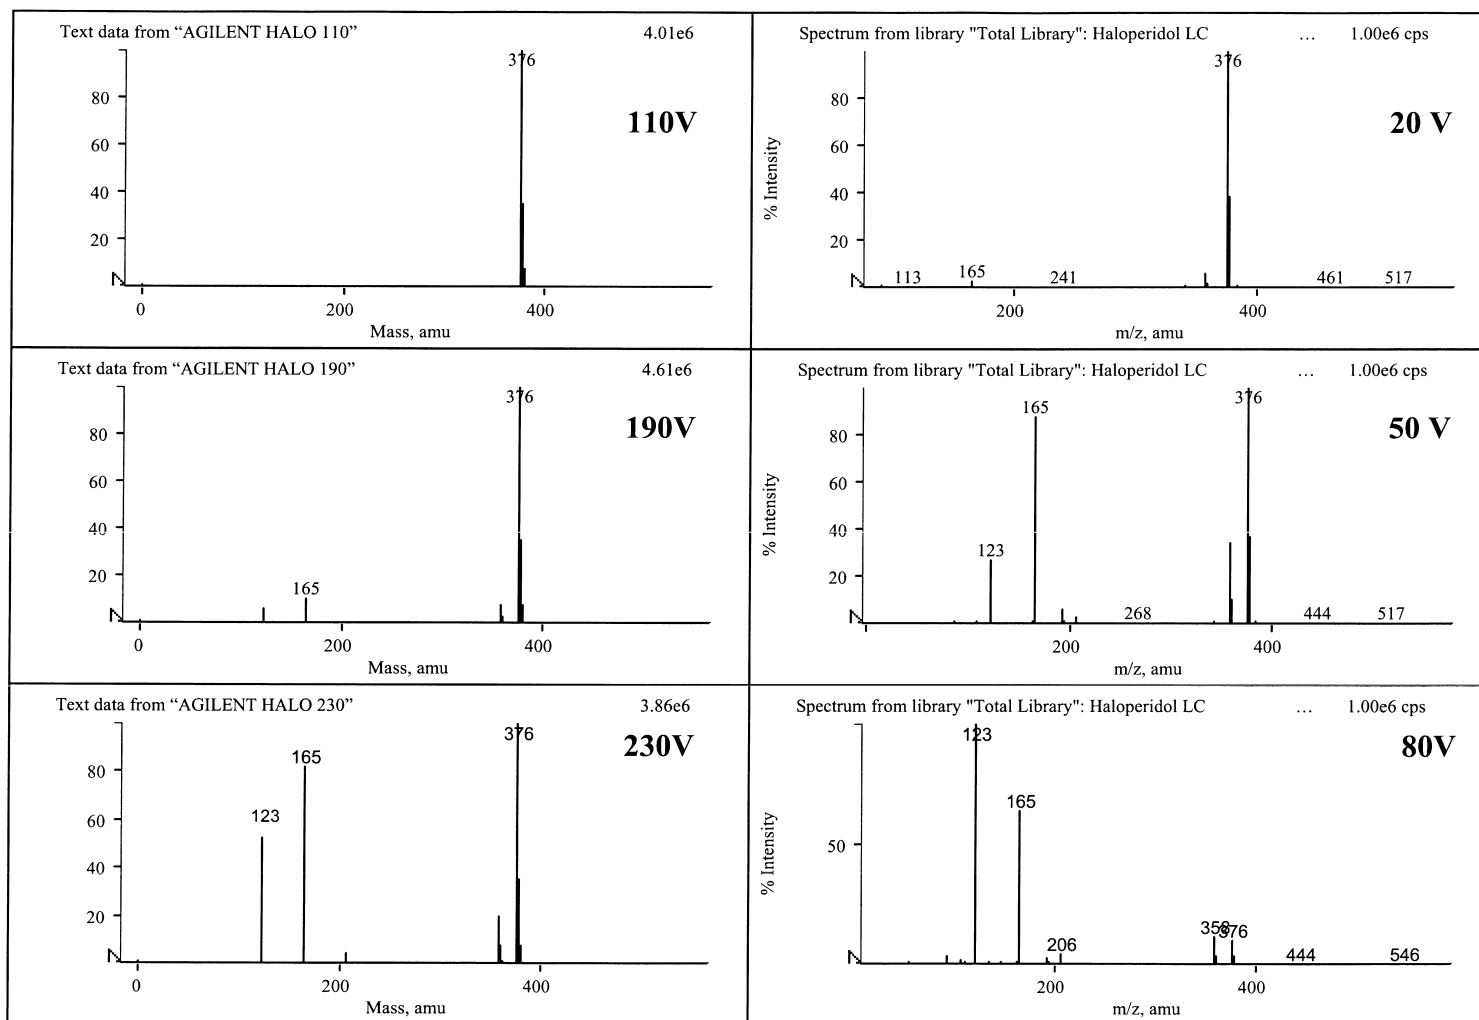 Text data from “AGILENT HALO 110” 4.01e6
376
110V
80
60
40
20
0 200 400
Mass, amu
Spectrum from library "Total Library": Haloperidol LC ... 1.00e6 cps
376
20 V
80
60
40
20
% Intensity
113 165 241 461 517
200 400
m/z, amu
Text data from “AGILENT HALO 190” 4.61e6
376
190V
80
60
40
20
165
0 200 400
Mass, amu
Spectrum from library "Total Library": Haloperidol LC ... 1.00e6 cps
165 376
50 V
80
60
40
20
% Intensity
123
268 444 517
200 400
m/z, amu
Text data from “AGILENT HALO 230” 3.86e6
376
230V
165
123
80
60
40
20
0 200 400
Mass, amu
Spectrum from library "Total Library": Haloperidol LC ... 1.00e6 cps
123
80V
165
50
% Intensity
206 358 376 444 546
200 400
m/z, amu